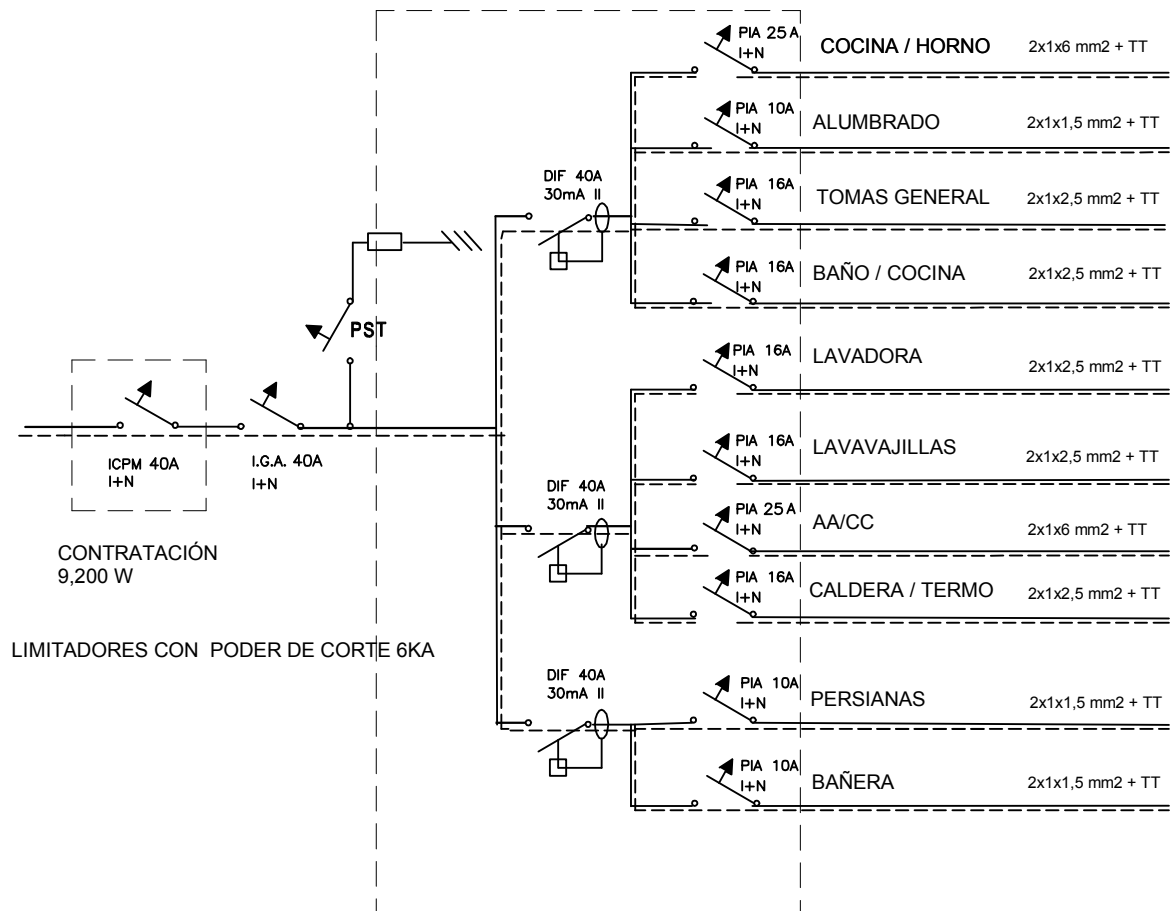 PIA 25A
I+N
COCINA / HORNO
2x1x6 mm2 + TT
PIA 10A
I+N
ALUMBRADO
2x1x1,5 mm2 + TT
DIF 40A
30mA II
PIA 16A
I+N
TOMAS GENERAL
2x1x2,5 mm2 + TT
PIA 16A
I+N
BAÑO / COCINA
2x1x2,5 mm2 + TT
PST
PIA 16A
I+N
LAVADORA
2x1x2,5 mm2 + TT
ICPM 40A
I+N
I.G.A. 40A
I+N
PIA 16A
I+N
LAVAVAJILLAS
2x1x2,5 mm2 + TT
DIF 40A
30mA II
PIA 25A
I+N
AA/CC
2x1x6 mm2 + TT
CONTRATACIÓN
9,200 W
PIA 16A
I+N
CALDERA / TERMO
2x1x2,5 mm2 + TT
LIMITADORES CON PODER DE CORTE 6KA
DIF 40A
30mA II
PIA 10A
I+N
PERSIANAS
2x1x1,5 mm2 + TT
PIA 10A
I+N
BAÑERA
2x1x1,5 mm2 + TT